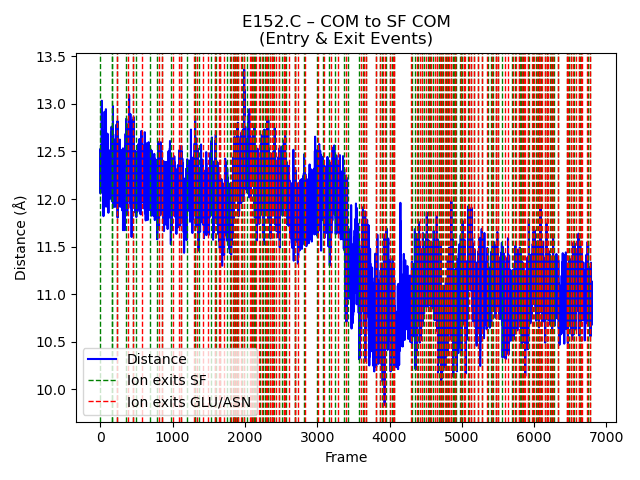 E152.C – COM to SF COM
(Entry & Exit Events)
13.5
13.0
12.5
12.0
11.5
11.0
10.5
10.0
Distance (Å)
Distance
Ion exits SF
Ion exits GLU/ASN
0
1000
2000
3000
4000
5000
6000
7000
Frame